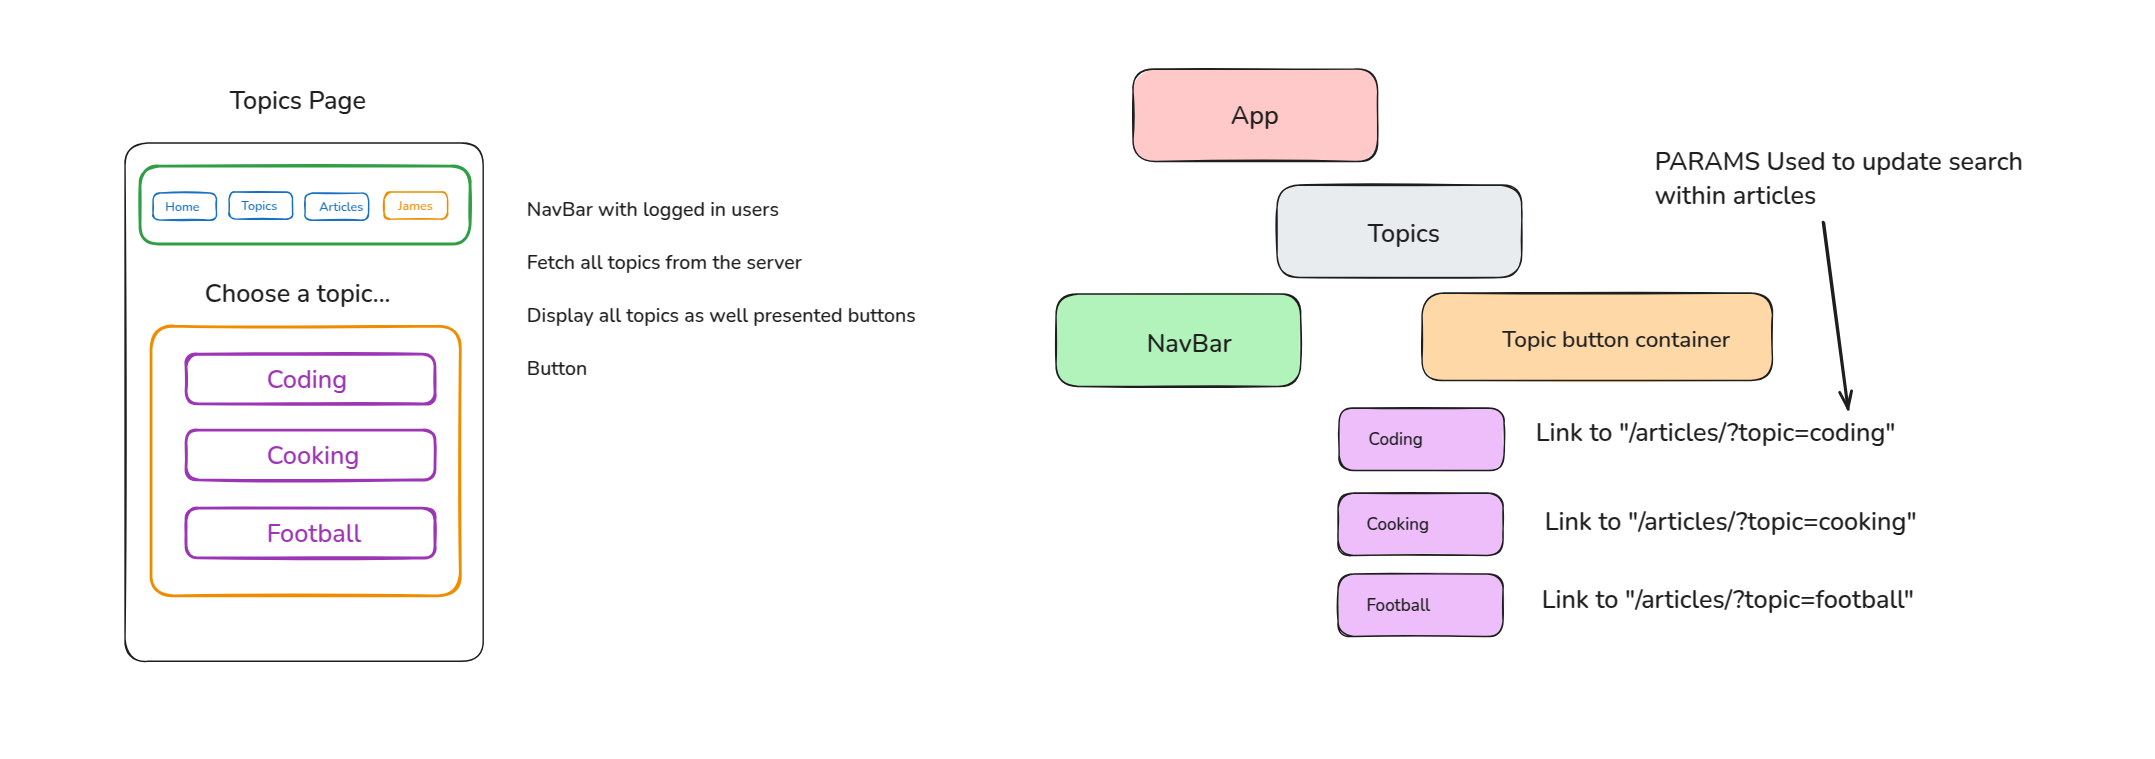 Topics Page
Home
Topics
Articles
James
Choose a topic...
Coding
Cooking
Football
NavBar with logged in users
Fetch all topics from the server
Display all topics as well presented buttons
Button
App
Topics
NavBar
Topic button container
PARAMS Used to update search
within articles
Coding
Link to "/articles/?topic=coding"
Cooking
Link to "/articles/?topic=cooking"
Football
Link to "/articles/?topic=football"